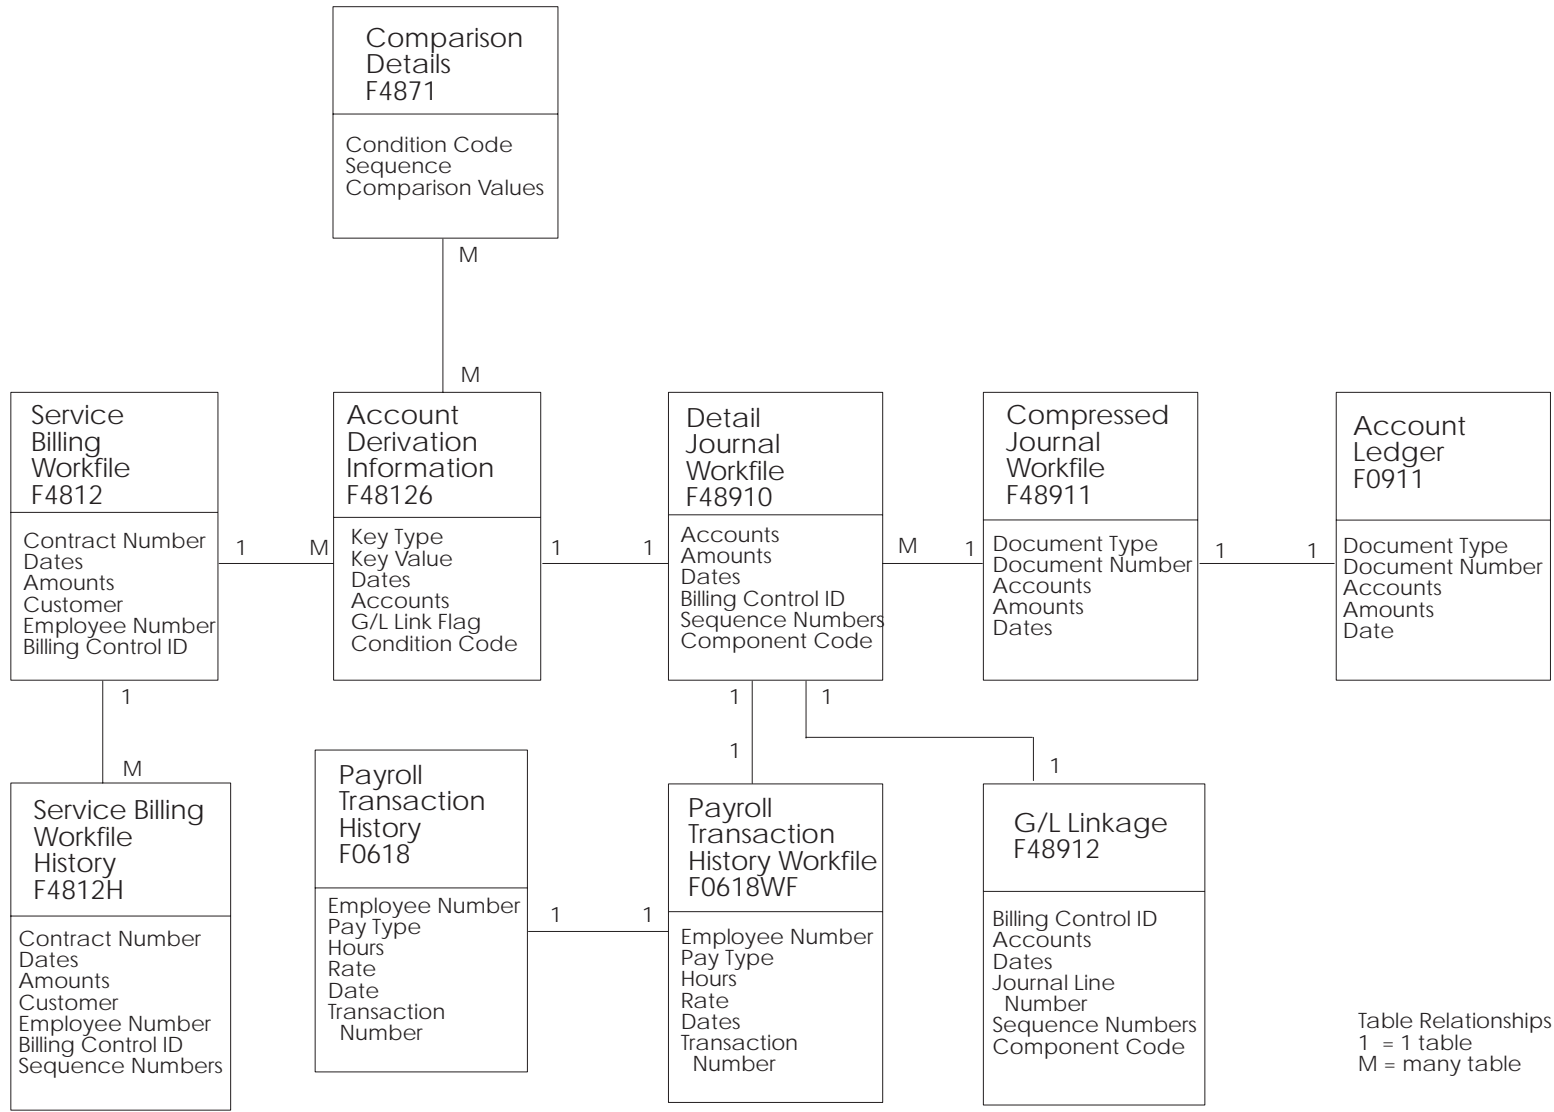 Comparison
Details
F4871
Condition Code
Sequence
Comparison Values
M
M
Service
Billing
Workfile
F4812
Contract Number
Dates
Amounts
Customer
Employee Number
Billing Control ID
1
M
Account
Derivation
Information
F48126
Key Type
Key Value
Dates
Accounts
G/L Link Flag
Condition Code
1
1
Detail
Journal
Workfile
F48910
Accounts
Amounts
Dates
Billing Control ID
Sequence Numbers
Component Code
M
1
Compressed
Journal
Workfile
F48911
Document Type
Document Number
Accounts
Amounts
Dates
1
1
Account
Ledger
F0911
Document Type
Document Number
Accounts
Amounts
Date
1
M
1
1
1
1
Service Billing
Workfile
History
F4812H
Contract Number
Dates
Amounts
Customer
Employee Number
Billing Control ID
Sequence Numbers
Payroll
Transaction
History
F0618
Employee Number
Pay Type
Hours
Rate
Date
Transaction
Number
1
1
Payroll
Transaction
History Workfile
F0618WF
Employee Number
Pay Type
Hours
Rate
Dates
Transaction
Number
G/L Linkage
F48912
Billing Control ID
Accounts
Dates
Journal Line
Number
Sequence Numbers
Component Code
Table Relationships
1 = 1 table
M = many table